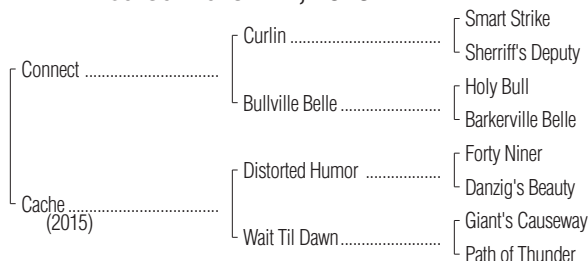 Smart Strike
Curlin ..........................................
Sherriff's Deputy
Connect .....................................
Holy Bull
Bullville Belle ............................
Barkerville Belle
Forty Niner
Distorted Humor .....................
Danzig's Beauty
Cache .........................................
(2015)
Giant's Causeway
Wait Til Dawn............................
Path of Thunder